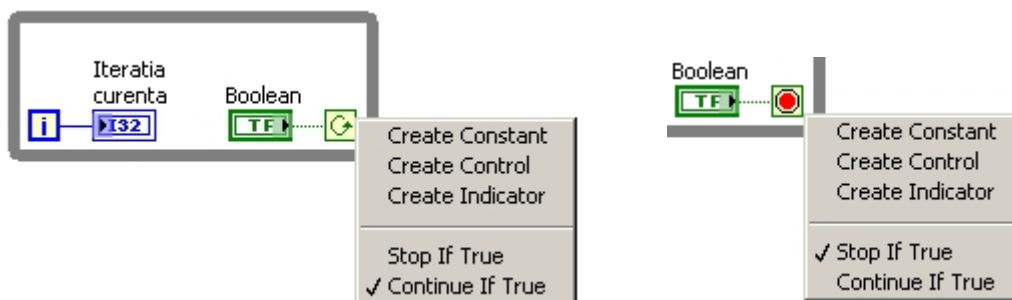 Iteratia
curenta
Boolean
i
I32
TF
Create Constant
Create Control
Create Indicator
Stop If True
✓ Continue If True
Boolean
TF
Create Constant
Create Control
Create Indicator
✓ Stop If True
Continue If True